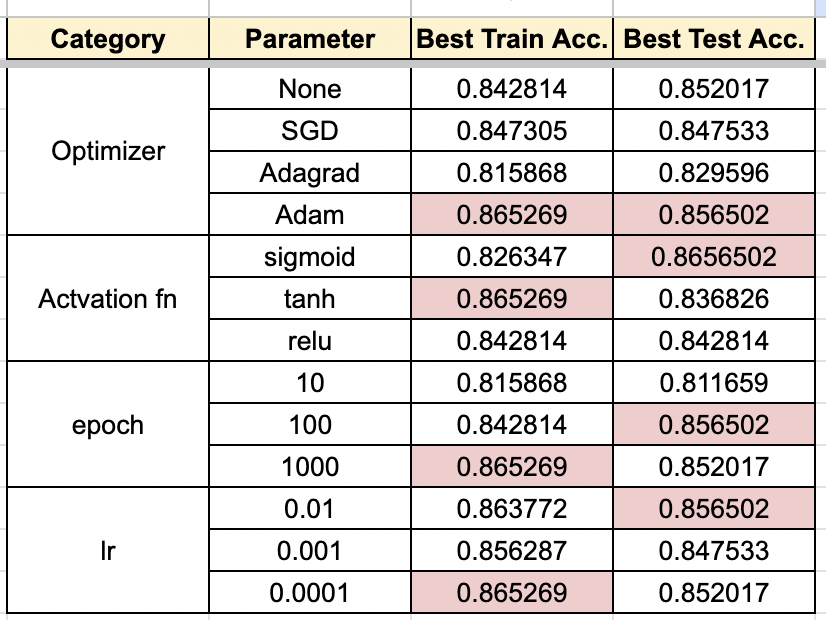 Category Parameter Best Train Acc. Best Test Acc.
Optimizer None 0.842814 0.852017
SGD 0.847305 0.847533
Adagrad 0.815868 0.829596
Adam 0.865269 0.856502
Actvation fn sigmoid 0.826347 0.8656502
tanh 0.865269 0.836826
relu 0.842814 0.842814
epoch 10 0.815868 0.811659
100 0.842814 0.856502
1000 0.865269 0.852017
lr 0.01 0.863772 0.856502
0.001 0.856287 0.847533
0.0001 0.865269 0.852017